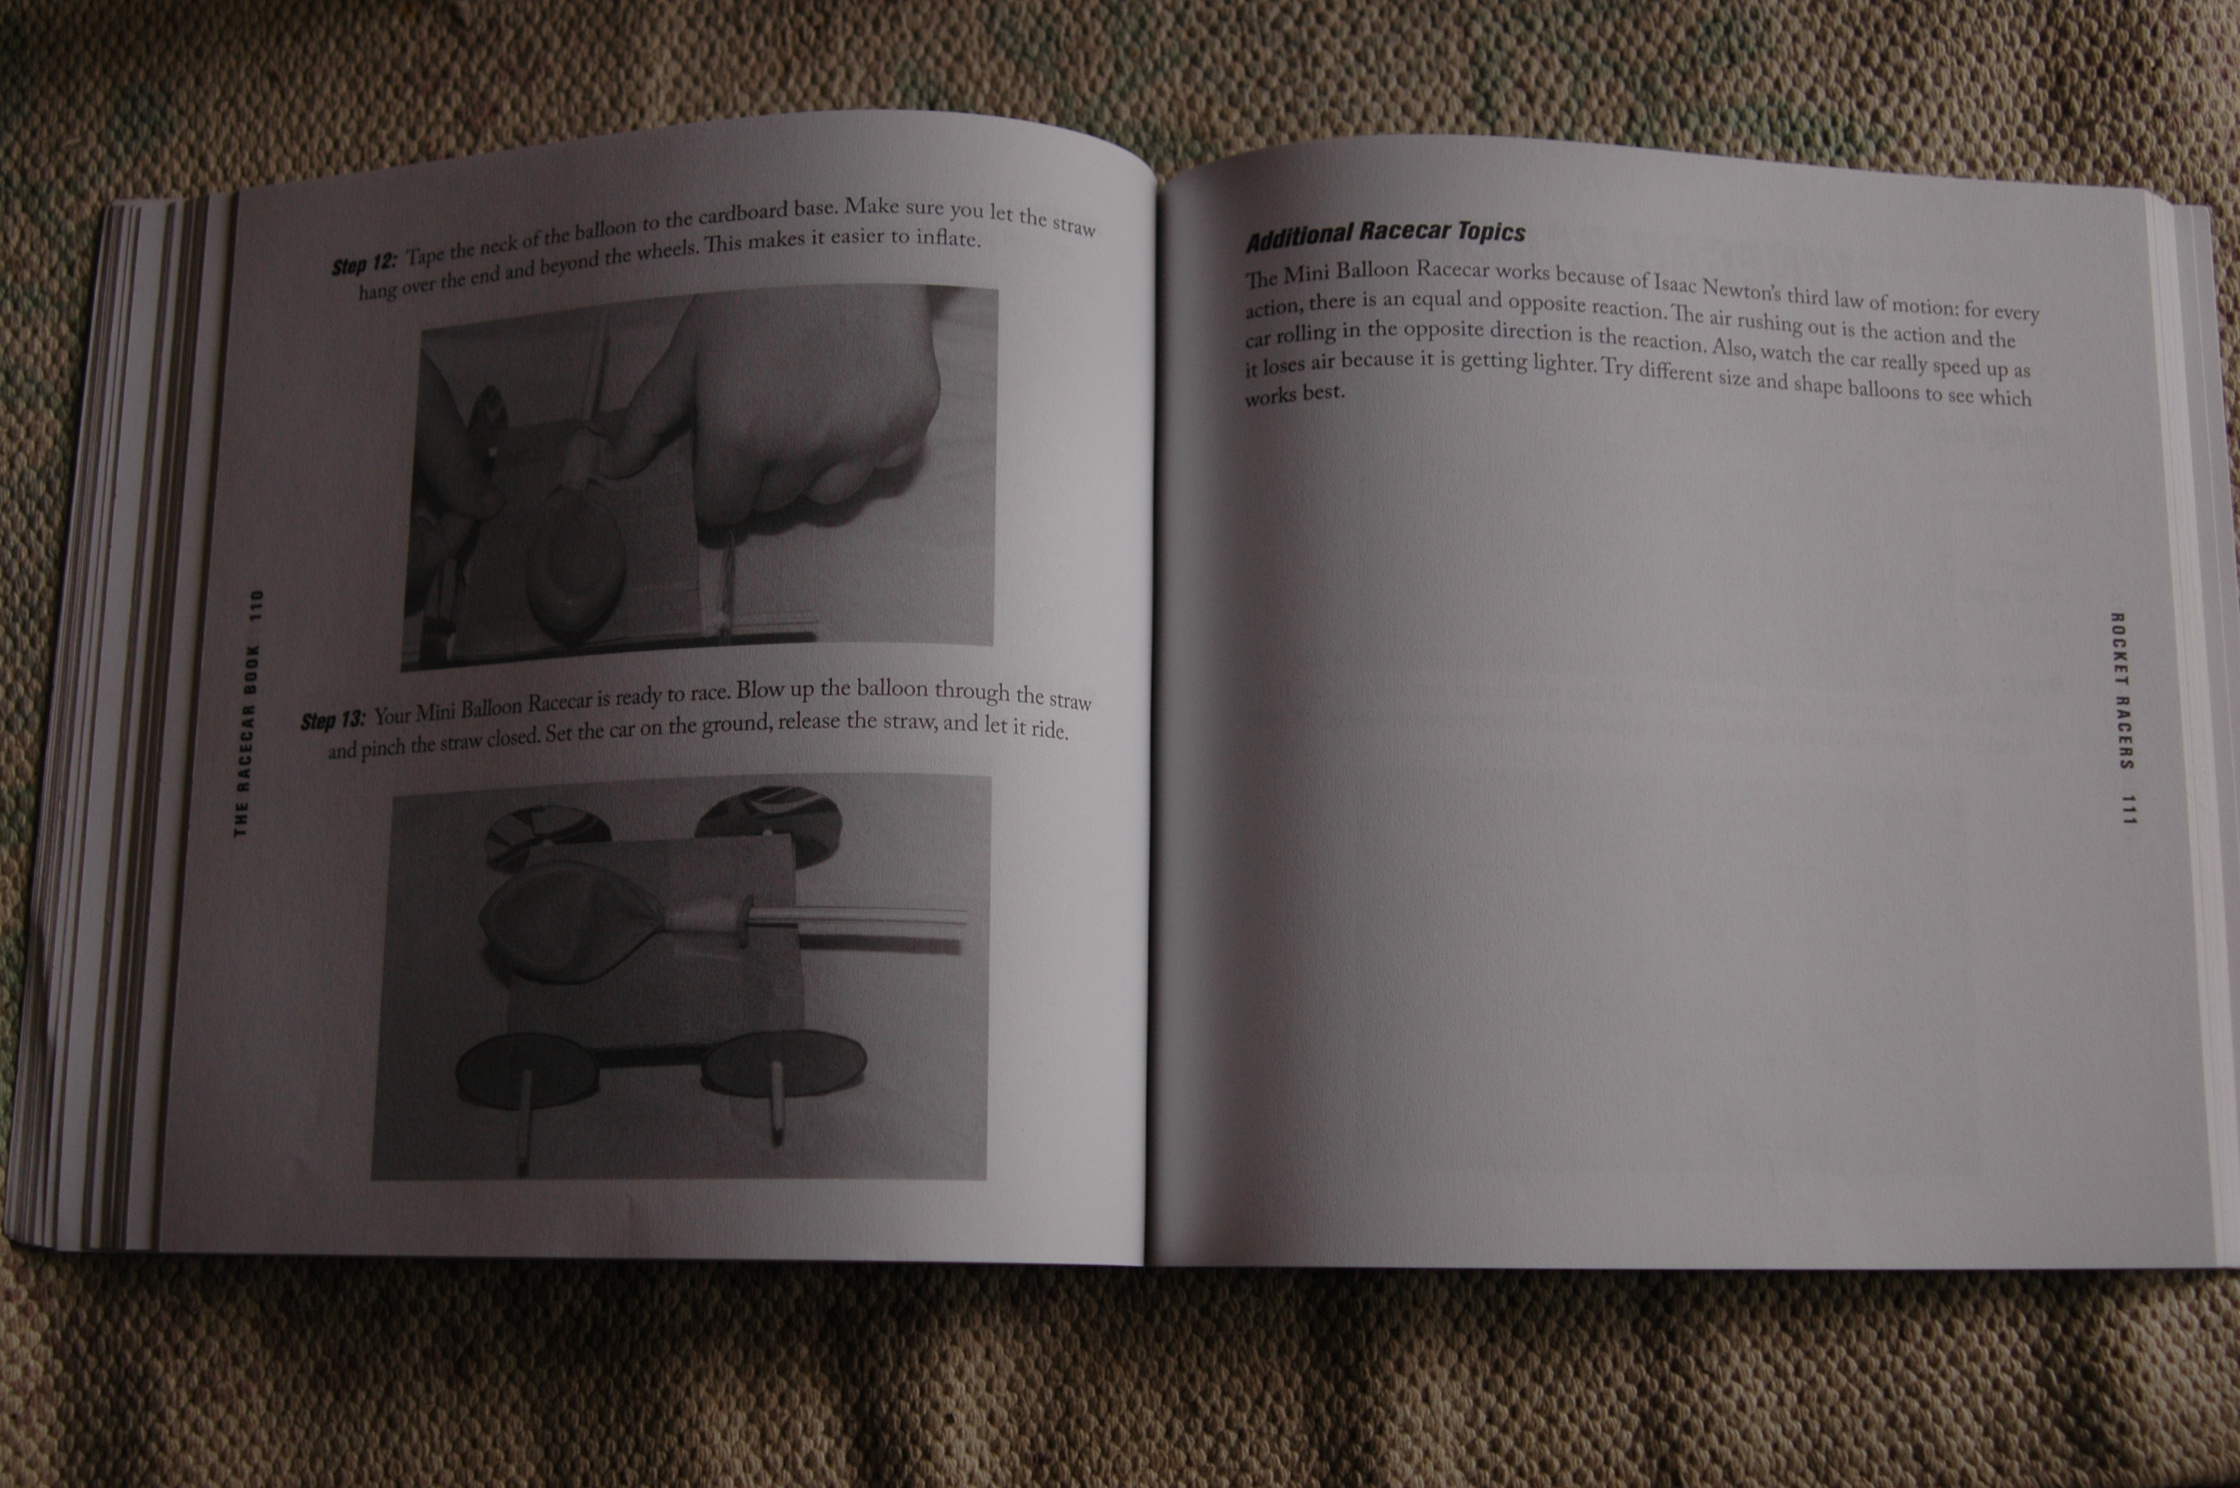 Step 12: Tape the neck of the balloon to the cardboard base. Make sure you let the straw
hang over the end and beyond the wheels. This makes it easier to inflate.
Step 13: Your Mini Balloon Racecar is ready to race. Blow up the balloon through the straw
and pinch the straw closed. Set the car on the ground, release the straw, and let it ride.
THE RACECAR BOOK 110
Additional Racecar Topics
The Mini Balloon Racecar works because of Isaac Newton's third law of motion: for every
action, there is an equal and opposite reaction. The air rushing out is the action and the
car rolling in the opposite direction is the reaction. Also, watch the car really speed up as
it loses air because it is getting lighter. Try different size and shape balloons to see which
works best.
ROCKET RACERS 111